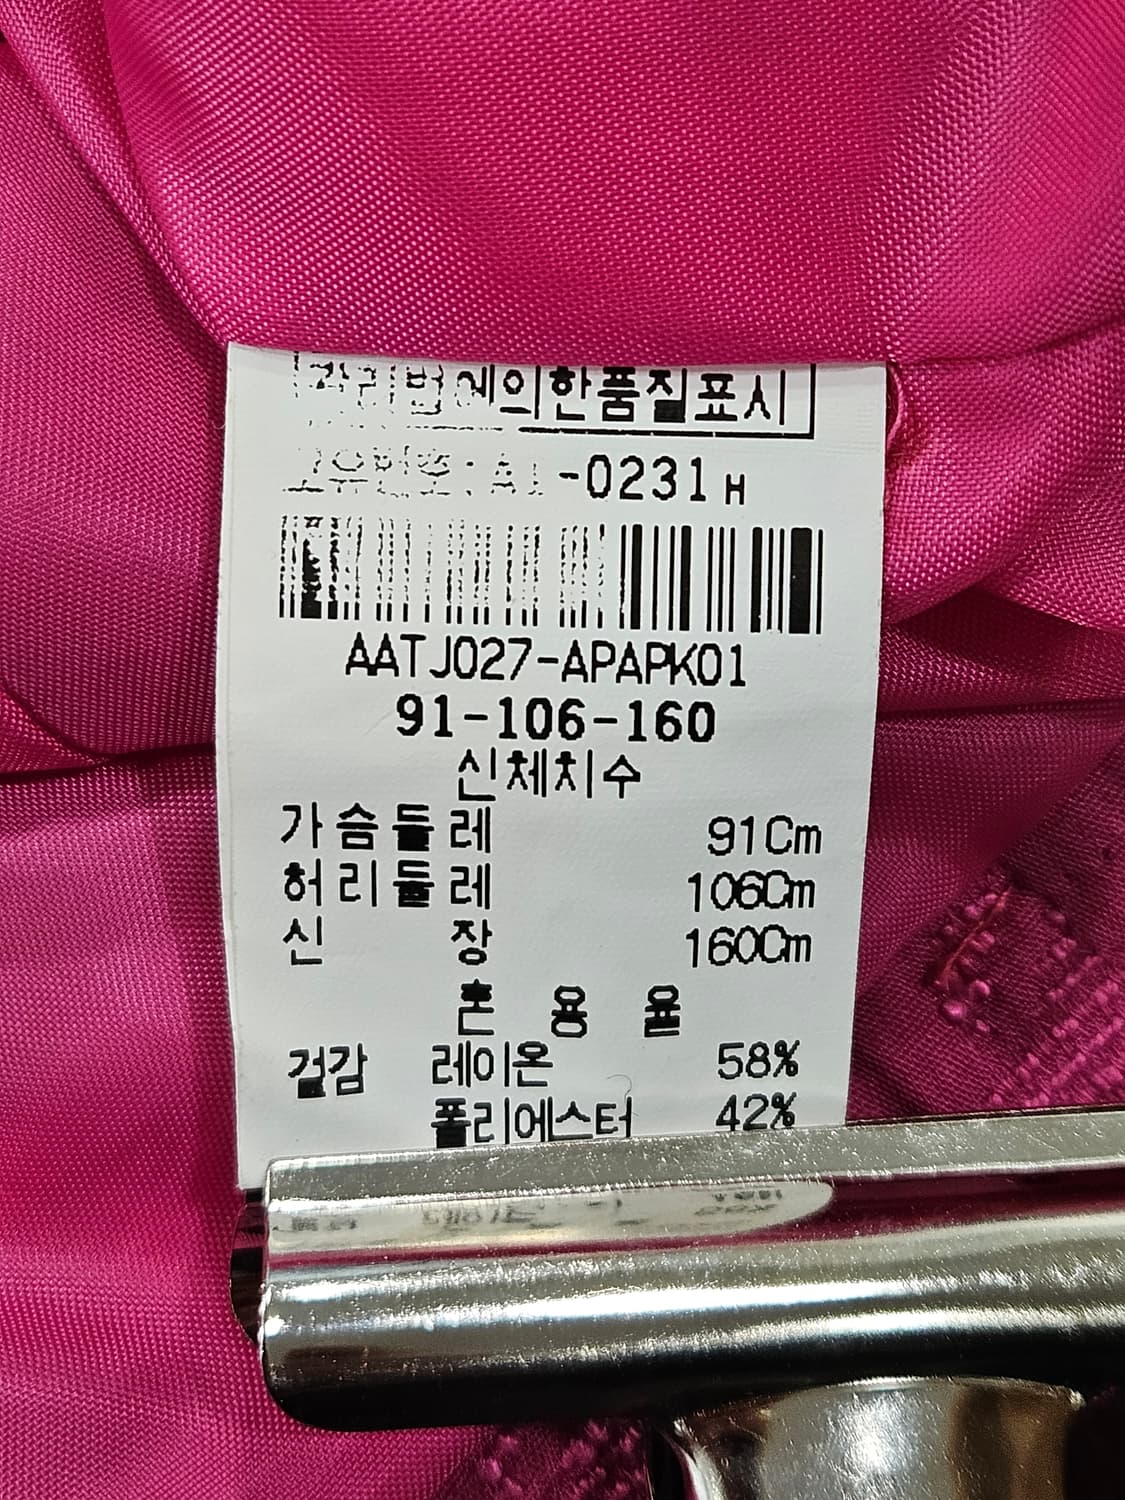 관리법에의한품질표시
-0231H
AATJ027-APAPK01
91-106-160
신체치수
가슴둘레 91Cm
허리둘레 106Cm
신 장 160Cm
혼 용 율
겉감 레이온 58%
폴리에스터 42%